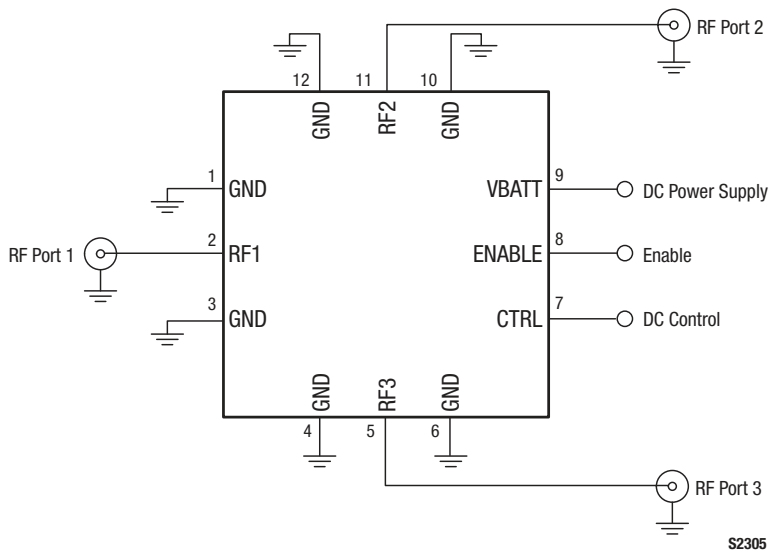 RF Port 2
12
11
10
GND
RF2
GND
1
GND
VBATT
9
DC Power Supply
RF Port 1
2
RF1
ENABLE
8
Enable
3
GND
CTRL
7
DC Control
GND
RF3
GND
4
5
6
RF Port 3
S2305